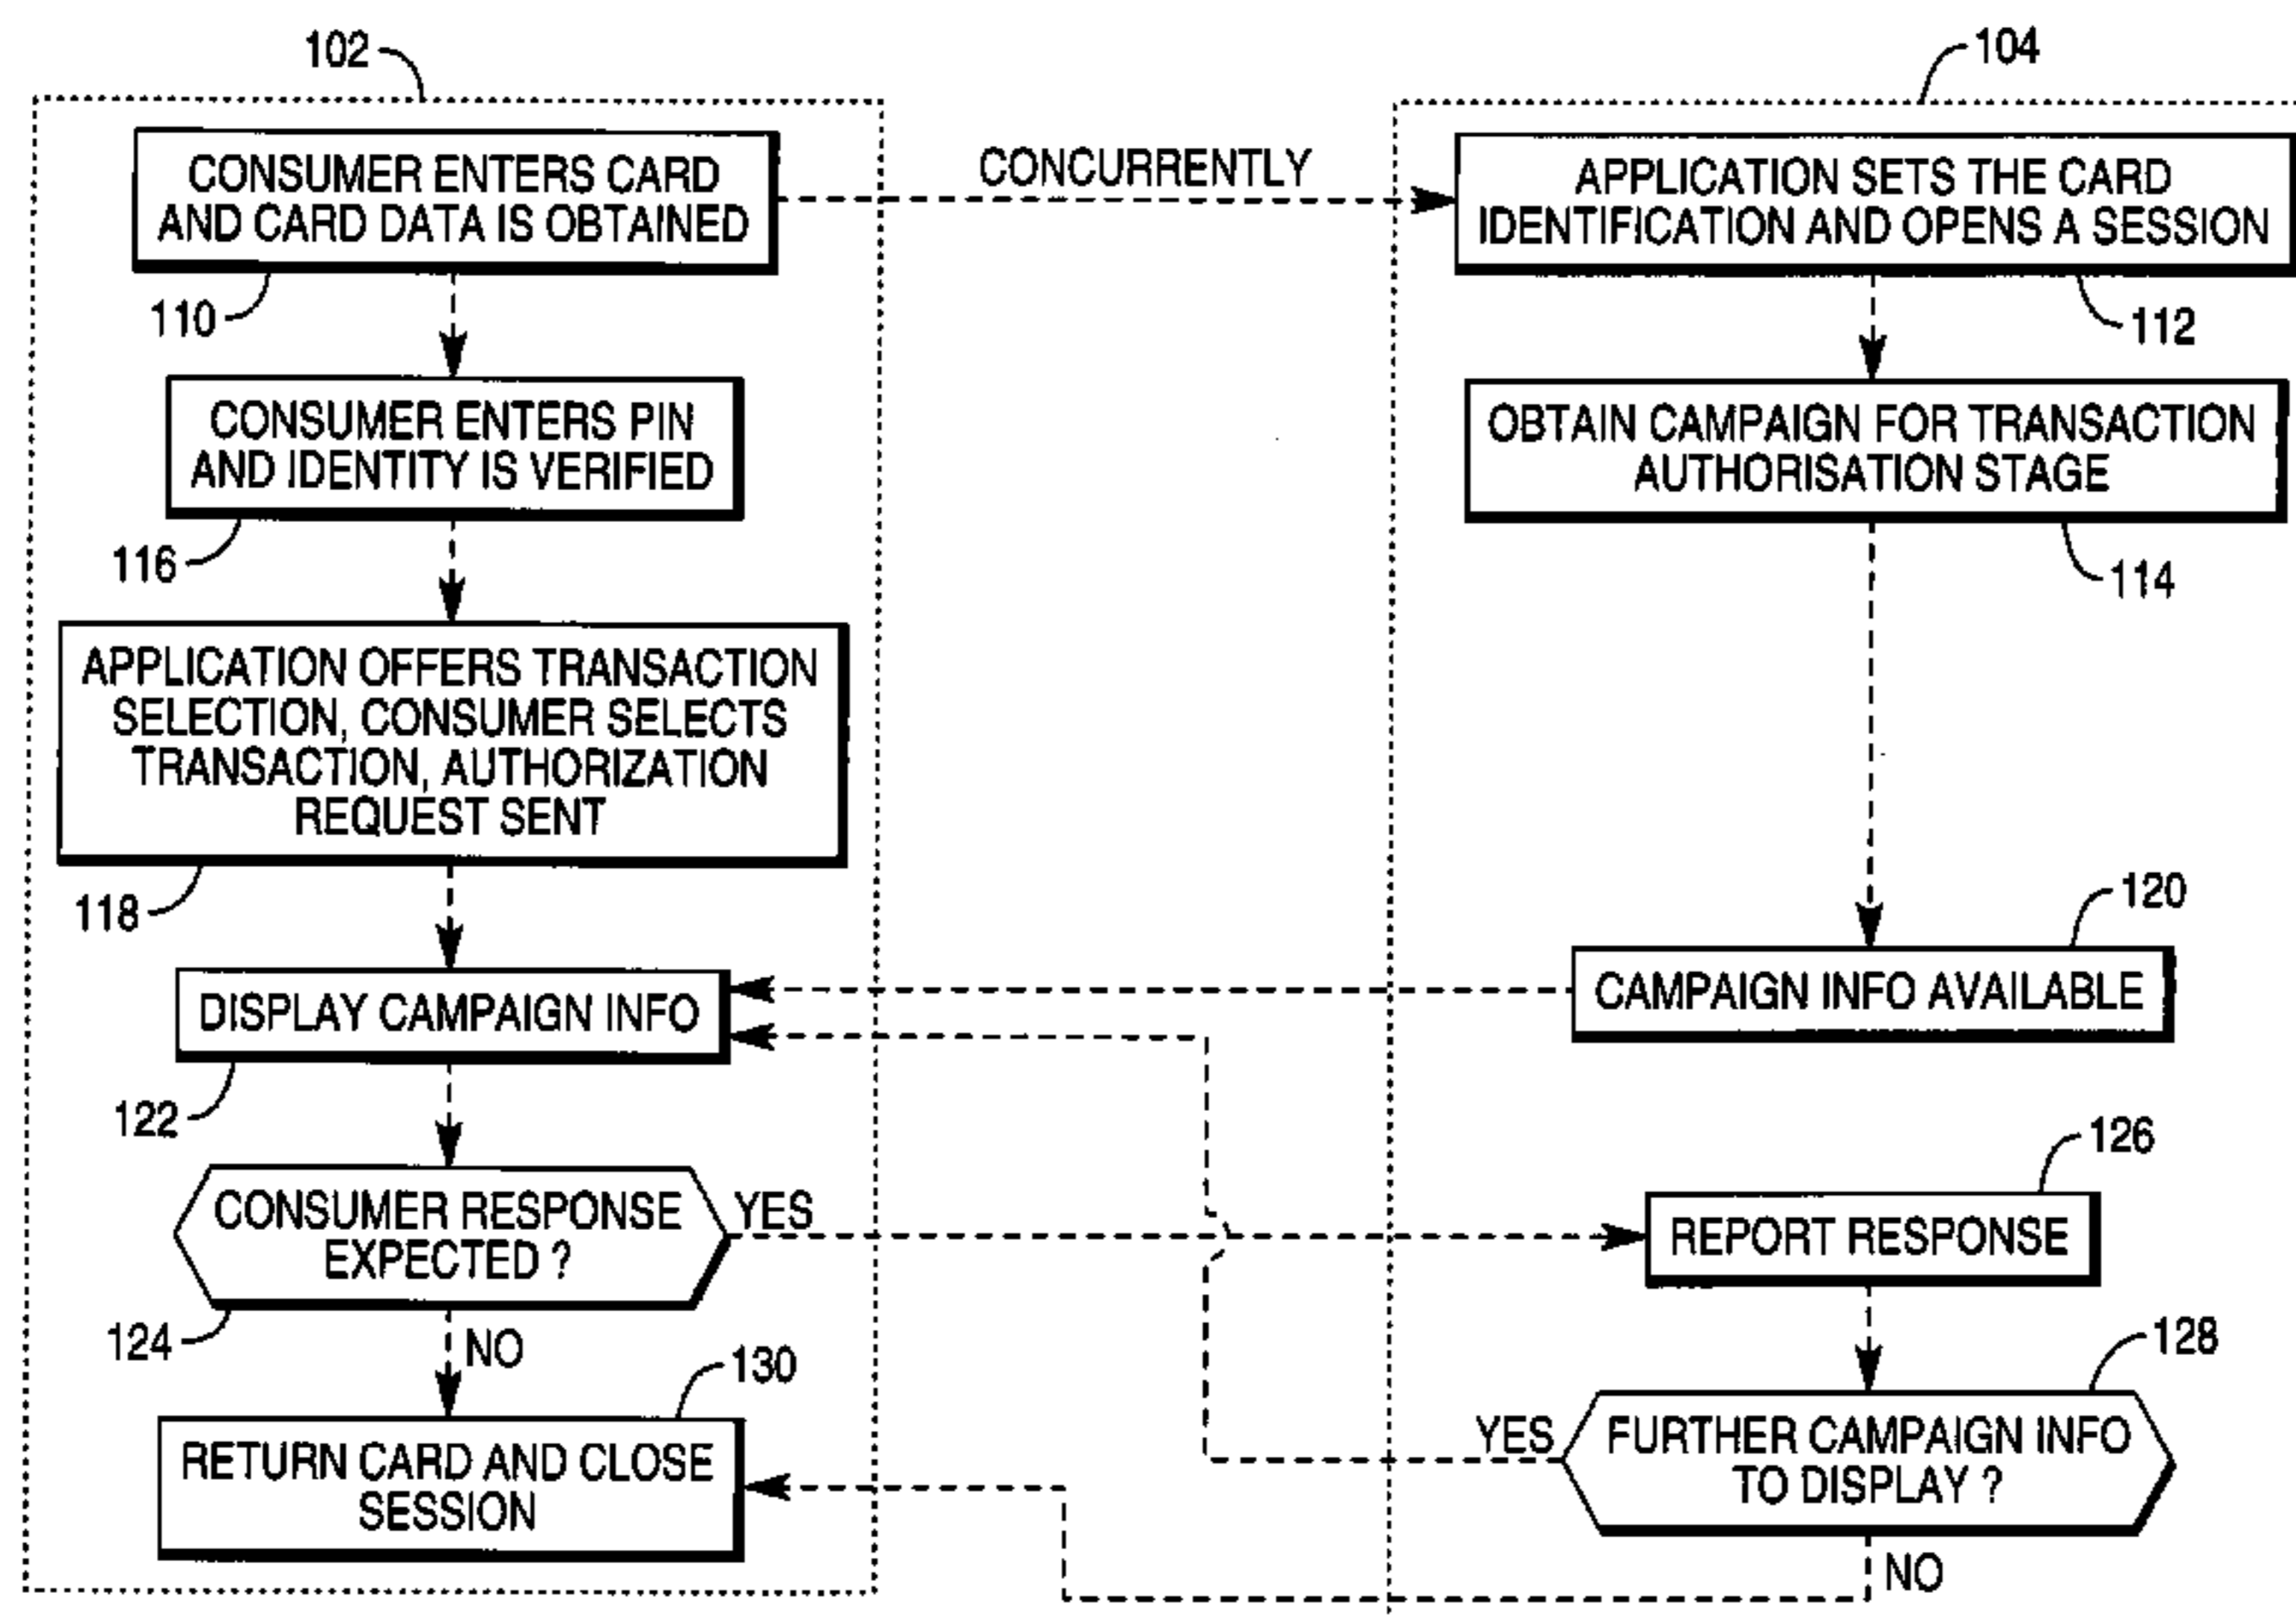 102
104
CONSUMER ENTERS CARD
AND CARD DATA IS OBTAINED
CONCURRENTLY
APPLICATION SETS THE CARD
IDENTIFICATION AND OPENS A SESSION
110
112
CONSUMER ENTERS PIN
AND IDENTITY IS VERIFIED
OBTAIN CAMPAIGN FOR TRANSACTION
AUTHORISATION STAGE
116
114
APPLICATION OFFERS TRANSACTION
SELECTION, CONSUMER SELECTS
TRANSACTION, AUTHORIZATION
REQUEST SENT
118
120
DISPLAY CAMPAIGN INFO
CAMPAIGN INFO AVAILABLE
122
126
CONSUMER RESPONSE
EXPECTED ?
YES
REPORT RESPONSE
124
NO
130
128
RETURN CARD AND CLOSE
SESSION
YES
FURTHER CAMPAIGN INFO
TO DISPLAY ?
NO